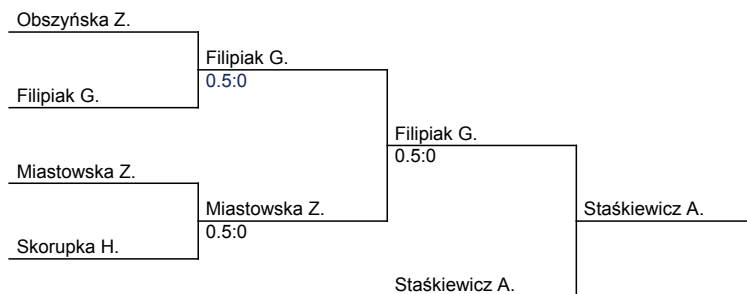 Obszyńska Z.
Filipiak G.
0.5:0
Filipiak G.
Filipiak G.
0.5:0
Miastowska Z.
Miastowska Z.
0.5:0
Staśkiewicz A.
Skorupka H.
Staśkiewicz A.